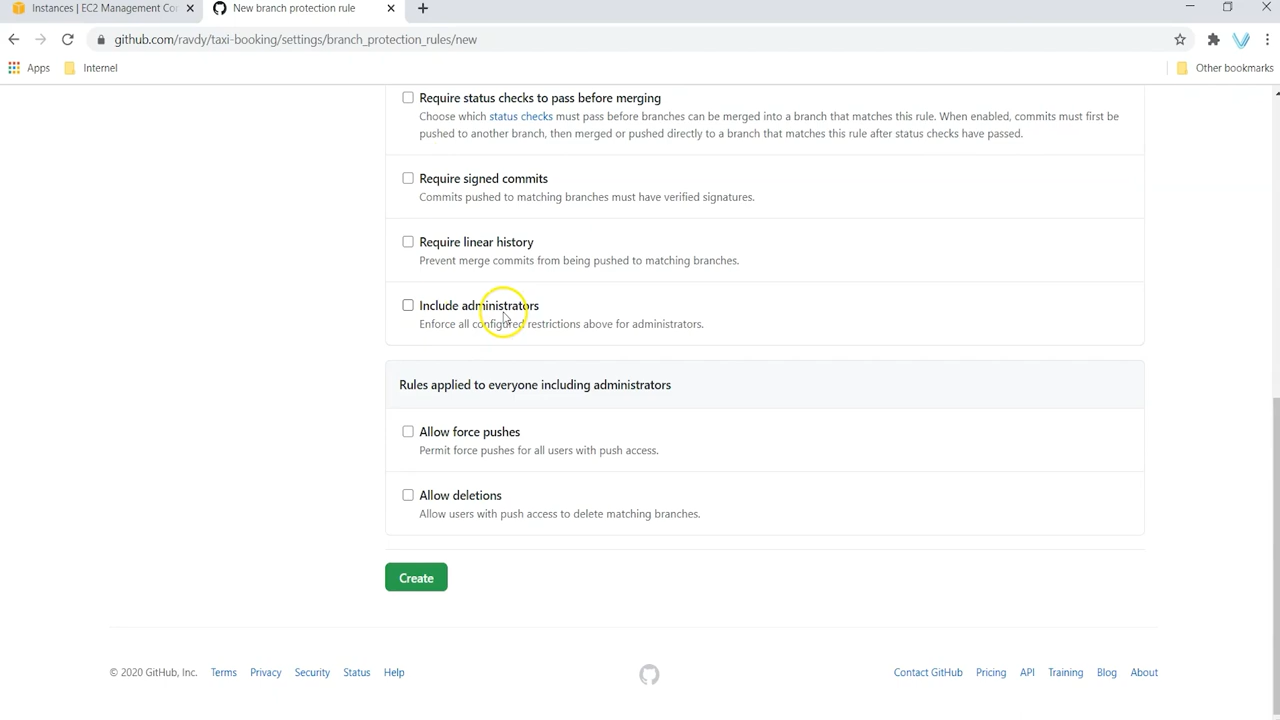 Instances | EC2 Management Con
New branch protection rule
github.com/ravdy/taxi-booking/settings/branch_protection_rules/new
Apps
Internet
Other bookmarks
Require status checks to pass before merging
Choose which status checks must pass before branches can be merged into a branch that matches this rule. When enabled, commits must first be
pushed to another branch, then merged or pushed directly to a branch that matches this rule after status checks have passed.
Require signed commits
Commits pushed to matching branches must have verified signatures.
Require linear history
Prevent merge commits from being pushed to matching branches.
Include administrators
Enforce all configured restrictions above for administrators.
Rules applied to everyone including administrators
Allow force pushes
Permit force pushes for all users with push access.
Allow deletions
Allow users with push access to delete matching branches.
Create
© 2020 GitHub, Inc.
Terms
Privacy
Security
Status
Help
Contact GitHub
Pricing
API
Training
Blog
About